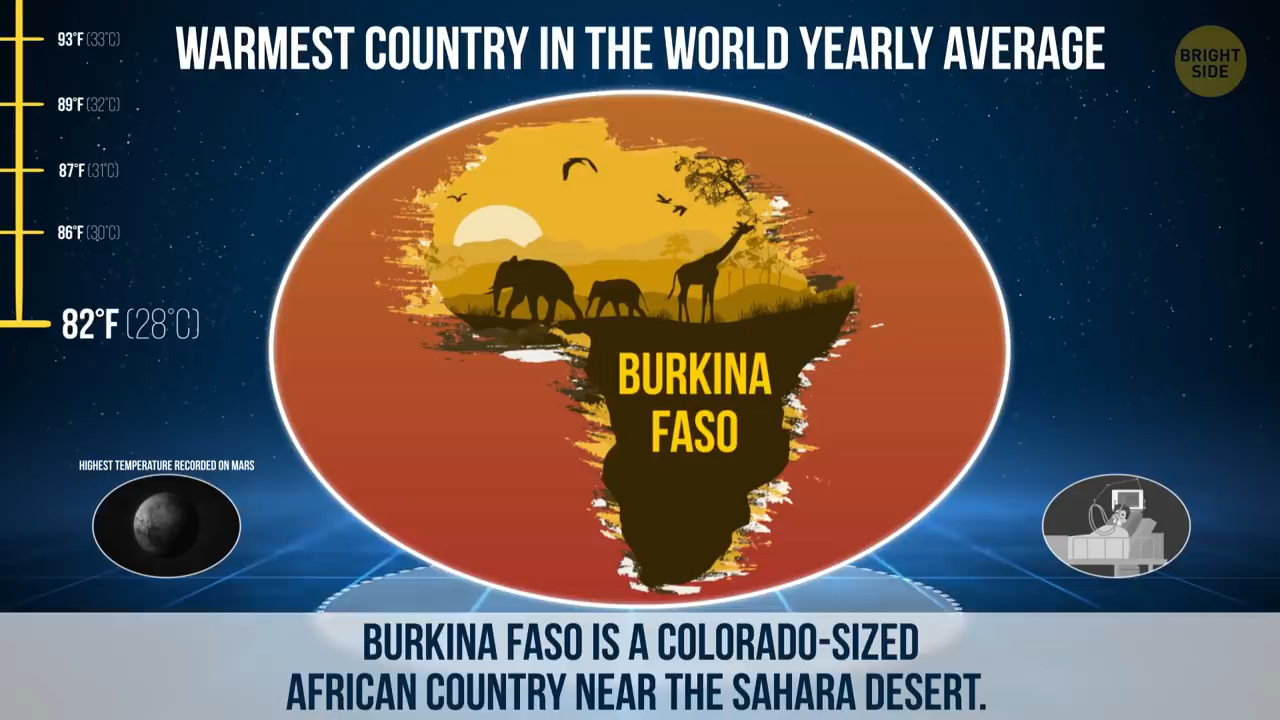 WARMEST COUNTRY IN THE WORLD YEARLY AVERAGE
BRIGHT
SIDE
93°F (33°C)
89°F (32°C)
87°F (31°C)
86°F (30°C)
82°F (28°C)
BURKINA
FASO
HIGHEST TEMPERATURE RECORDED ON MARS
BURKINA FASO IS A COLORADO-SIZED
AFRICAN COUNTRY NEAR THE SAHARA DESERT.